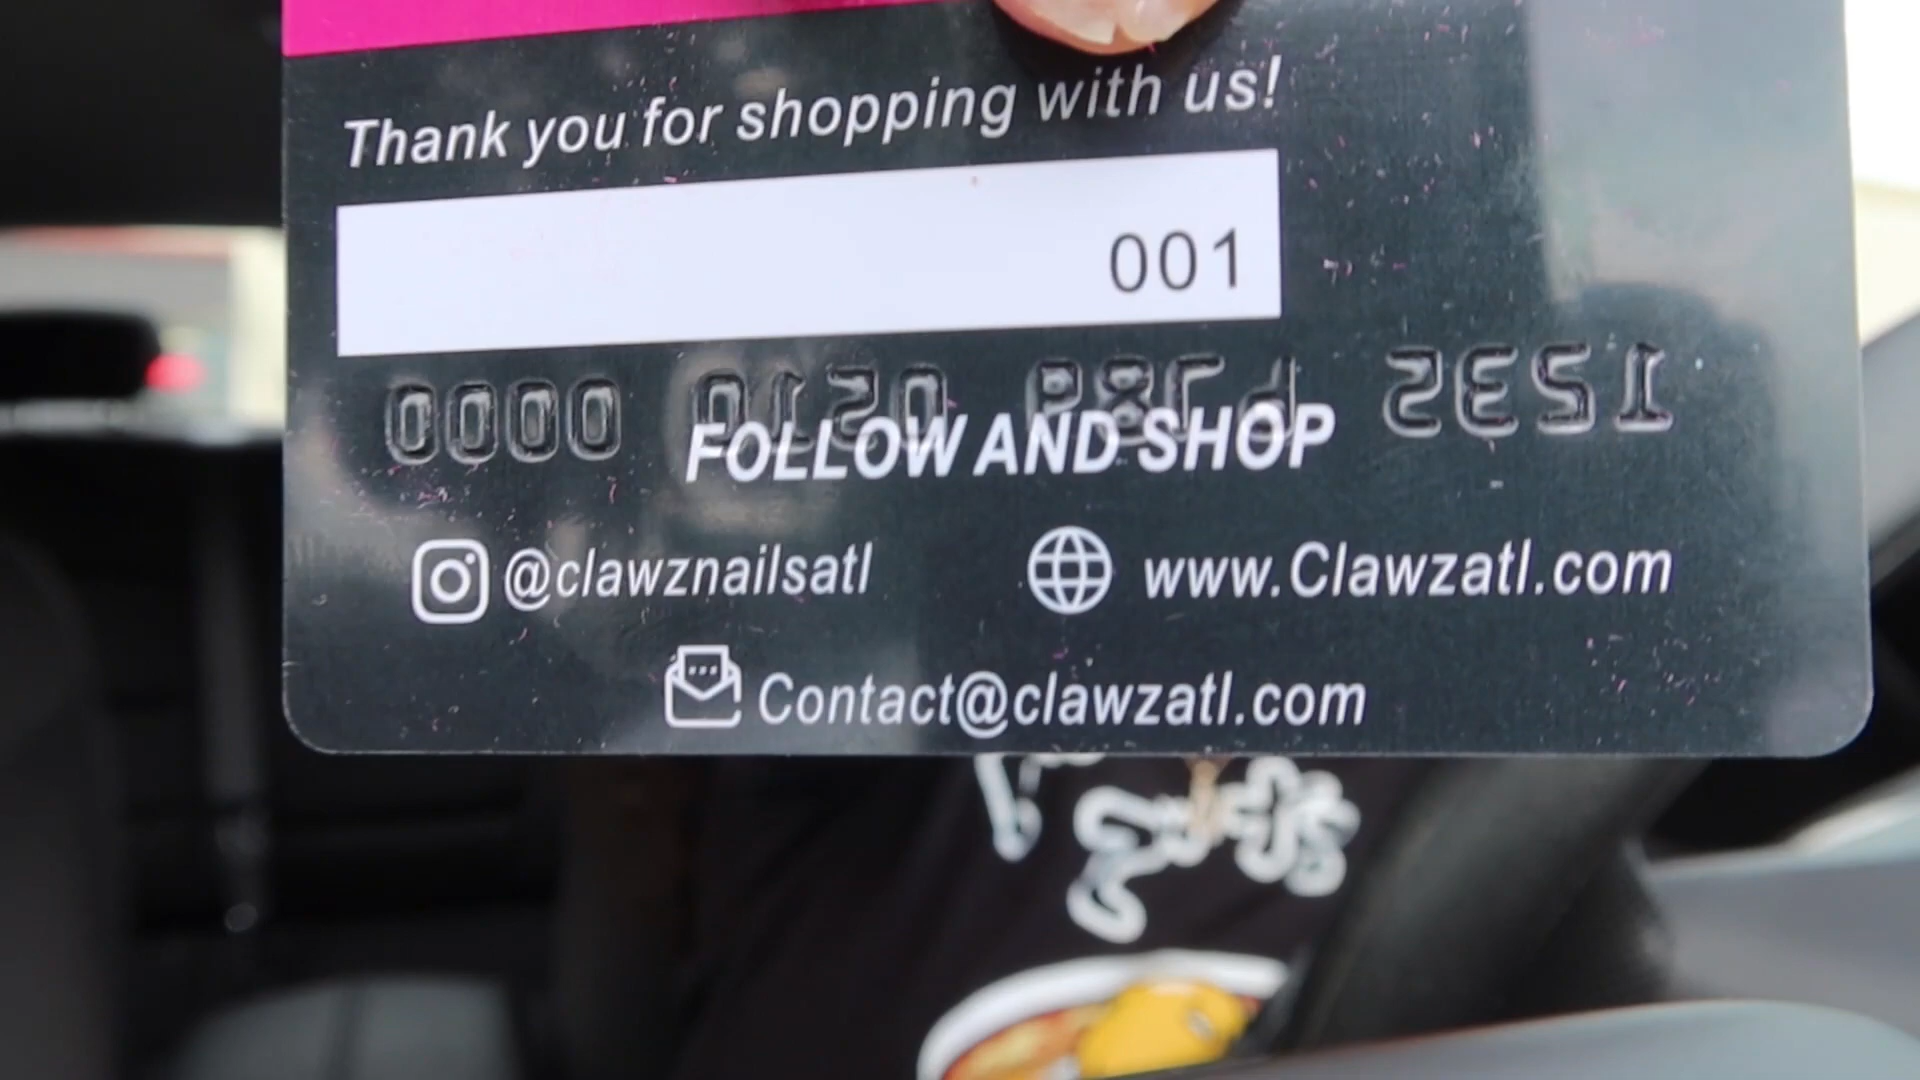 Thank you for shopping with us!
001
FOLLOW AND SHOP
@clawznailsatl
www.Clawzatl.com
Contact@clawzatl.com